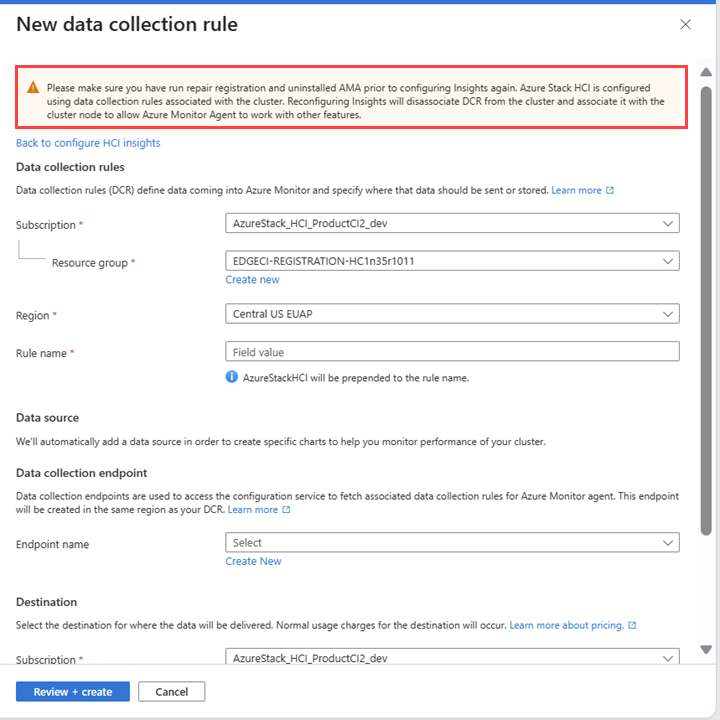 New data collection rule
Please make sure you have run repair registration and uninstalled AMA prior to configuring Insights again. Azure Stack HCI is configured
using data collection rules associated with the cluster. Reconfiguring Insights will disassociate DCR from the cluster and associate it with the
cluster node to allow Azure Monitor Agent to work with other features.
Back to configure HCI insights
Data collection rules
Data collection rules (DCR) define data coming into Azure Monitor and specify where that data should be sent or stored. Learn more
Subscription *
AzureStack_HCI_ProductCI2_dev
Resource group *
EDGECI-REGISTRATION-HC1n35r1011
Create new
Region *
Central US EUAP
Rule name *
Field value
AzureStackHCI will be prepended to the rule name.
Data source
We'll automatically add a data source in order to create specific charts to help you monitor performance of your cluster.
Data collection endpoint
Data collection endpoints are used to access the configuration service to fetch associated data collection rules for Azure Monitor agent. This endpoint
will be created in the same region as your DCR. Learn more
Endpoint name
Select
Create New
Destination
Select the destination for where the data will be delivered. Normal usage charges for the destination will occur. Learn more about pricing.
Subscription *
AzureStack_HCI_ProductCI2_dev
Review + create
Cancel